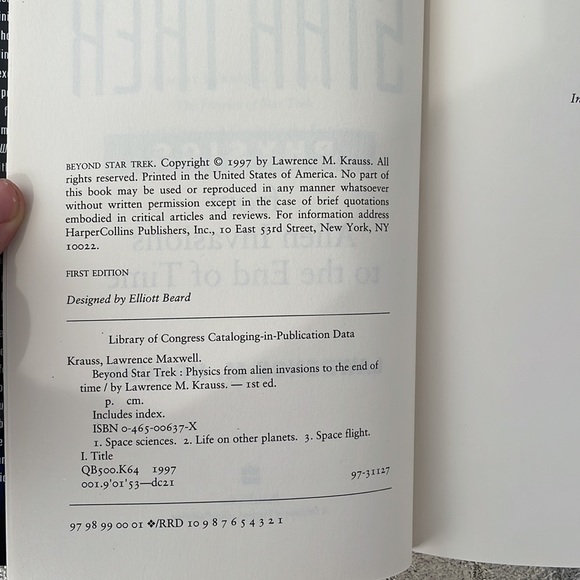 BEYOND STAR TREK. Copyright © 1997 by Lawrence M. Krauss. All
rights reserved. Printed in the United States of America. No part of
this book may be used or reproduced in any manner whatsoever
without written permission except in the case of brief quotations
embodied in critical articles and reviews. For information address
HarperCollins Publishers, Inc., 10 East 53rd Street, New York, NY
10022.
FIRST EDITION
Designed by Elliott Beard
Library of Congress Cataloging-in-Publication Data
Krauss, Lawrence Maxwell.
Beyond Star Trek : Physics from alien invasions to the end of
time / by Lawrence M. Krauss. — 1st ed.
p. cm.
Includes index.
ISBN 0-465-00637-X
1. Space sciences. 2. Life on other planets. 3. Space flight.
I. Title
QB500.K64 1997
001.9'01'53—dc21 97-31127
97 98 99 00 01 ❖/RRD 10 9 8 7 6 5 4 3 2 1